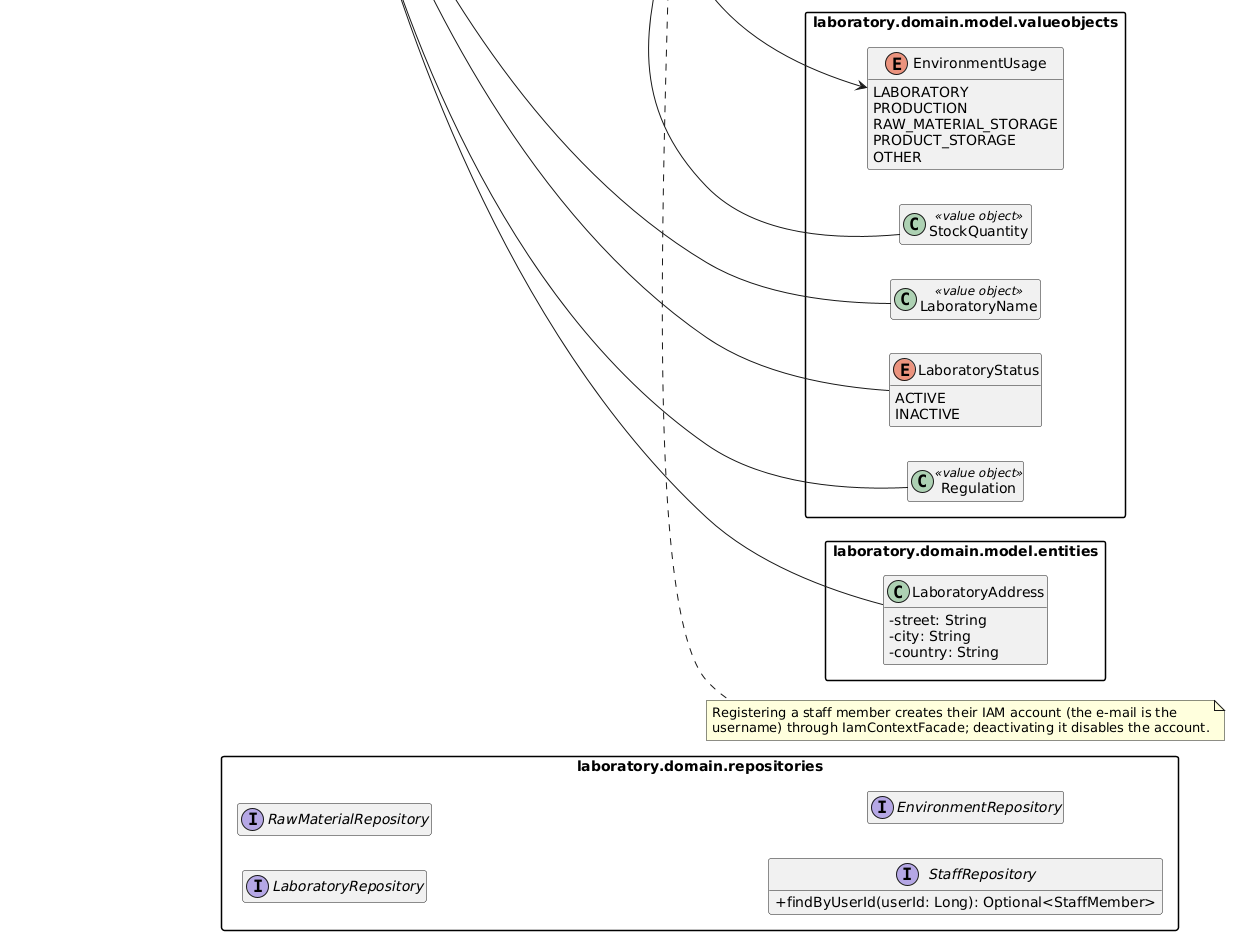 laboratory.domain.model.valueobjects
E EnvironmentUsage
LABORATORY
PRODUCTION
RAW_MATERIAL_STORAGE
PRODUCT_STORAGE
OTHER
«value object»
C StockQuantity
«value object»
C LaboratoryName
E LaboratoryStatus
ACTIVE
INACTIVE
«value object»
C Regulation
laboratory.domain.model.entities
C LaboratoryAddress
-street: String
-city: String
-country: String
Registering a staff member creates their IAM account (the e-mail is the
username) through IamContextFacade; deactivating it disables the account.
laboratory.domain.repositories
I RawMaterialRepository
I EnvironmentRepository
I LaboratoryRepository
I StaffRepository
+findByUserId(userId: Long): Optional<StaffMember>